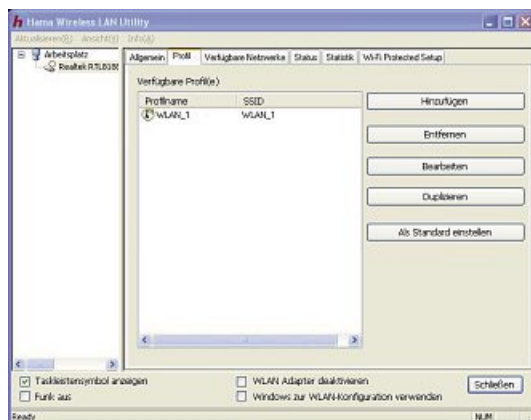 Hama Wireless LAN Utility
Aktualisieren(R) Ansicht(V) Info(A)
Arbeitsplatz
Realtek RTL8188
Allgemein Profil Verfügbare Netzwerke Status Statistik Wi-Fi Protected Setup
Verfügbare Profil(e)
Profilname SSID
WLAN_1 WLAN_1
Hinzufügen
Entfernen
Bearbeiten
Duplizieren
Als Standard einstellen
Taskleistensymbol anzeigen
WLAN Adapter deaktivieren
Schließen
Funk aus
Windows zur WLAN-Konfiguration verwenden
Ready NUM